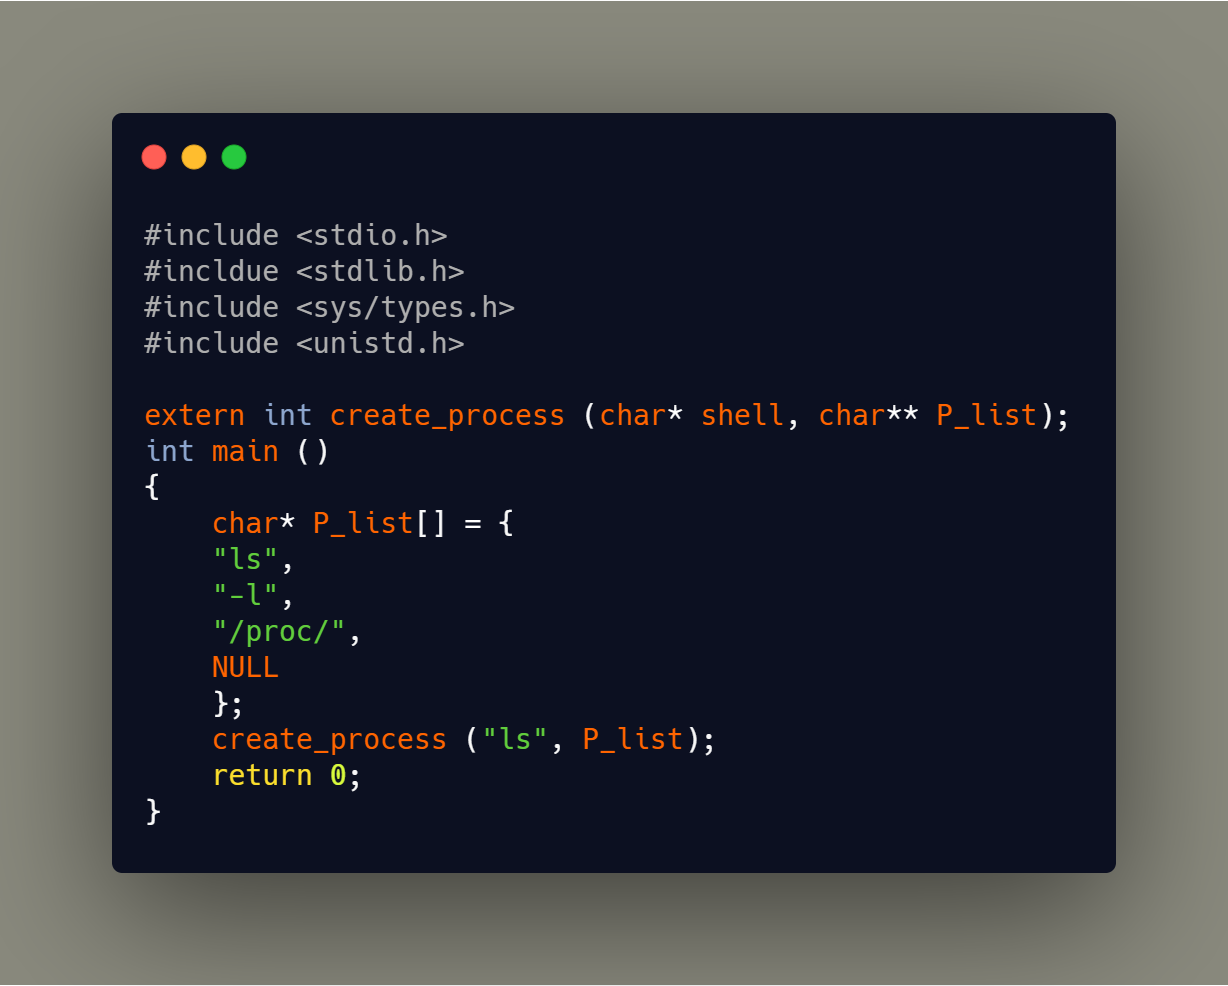 #include <stdio.h>
#incldue <stdlib.h>
#include <sys/types.h>
#include <unistd.h>
extern int create_process (char* shell, char** P_list);
int main ()
{
    char* P_list[] = {
    "ls",
    "-l",
    "/proc/",
    NULL
    };
    create_process ("ls", P_list);
    return 0;
}